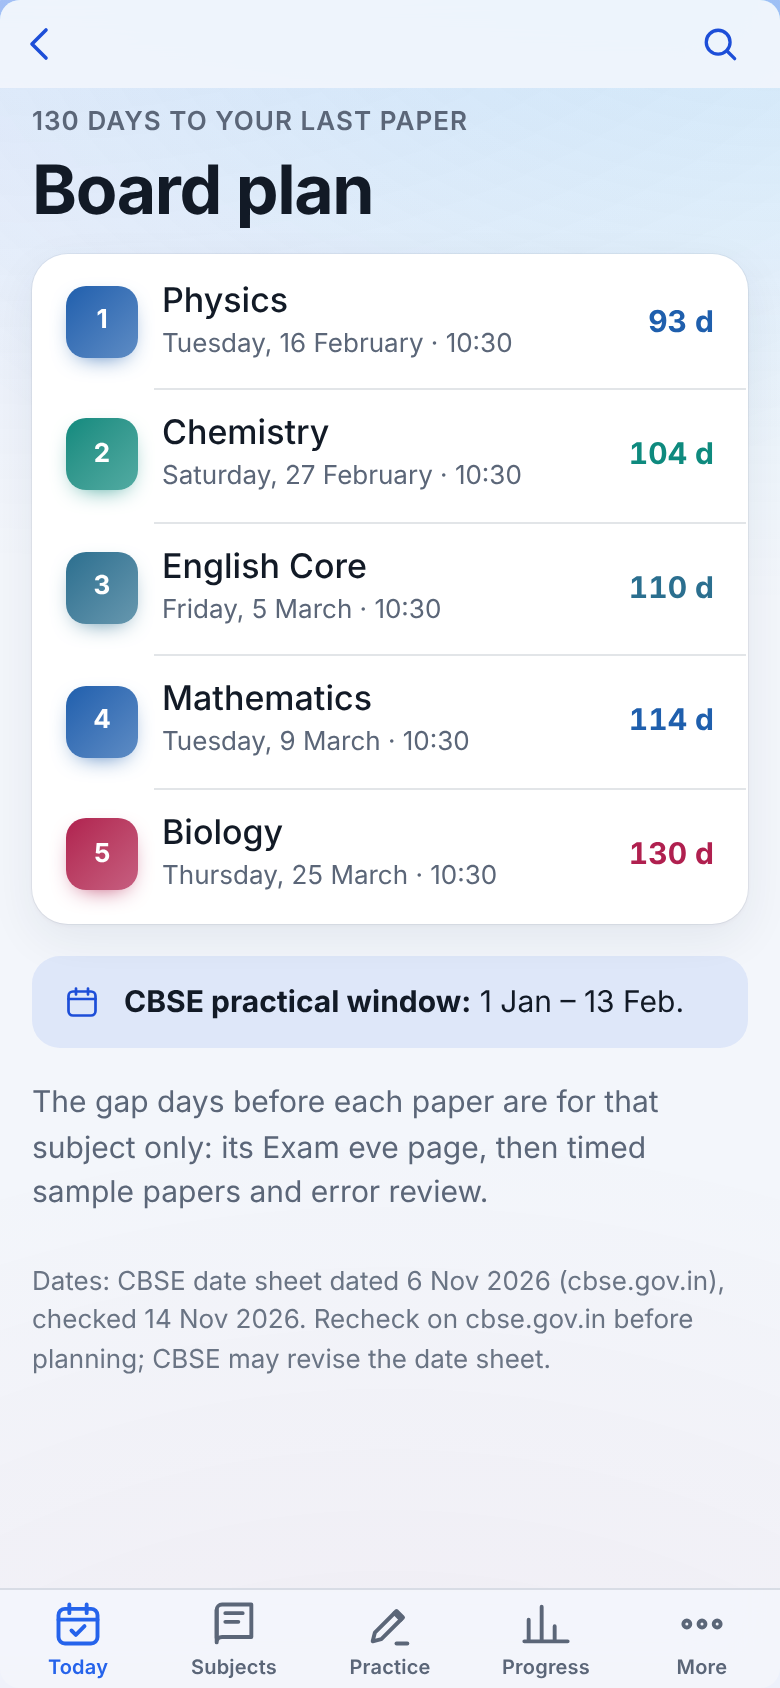 130 DAYS TO YOUR LAST PAPER
Board plan
1
Physics
Tuesday, 16 February · 10:30
93 d
2
Chemistry
Saturday, 27 February · 10:30
104 d
3
English Core
Friday, 5 March · 10:30
110 d
4
Mathematics
Tuesday, 9 March · 10:30
114 d
5
Biology
Thursday, 25 March · 10:30
130 d
CBSE practical window: 1 Jan – 13 Feb.
The gap days before each paper are for that
subject only: its Exam eve page, then timed
sample papers and error review.
Dates: CBSE date sheet dated 6 Nov 2026 (cbse.gov.in),
checked 14 Nov 2026. Recheck on cbse.gov.in before
planning; CBSE may revise the date sheet.
Today
Subjects
Practice
Progress
More